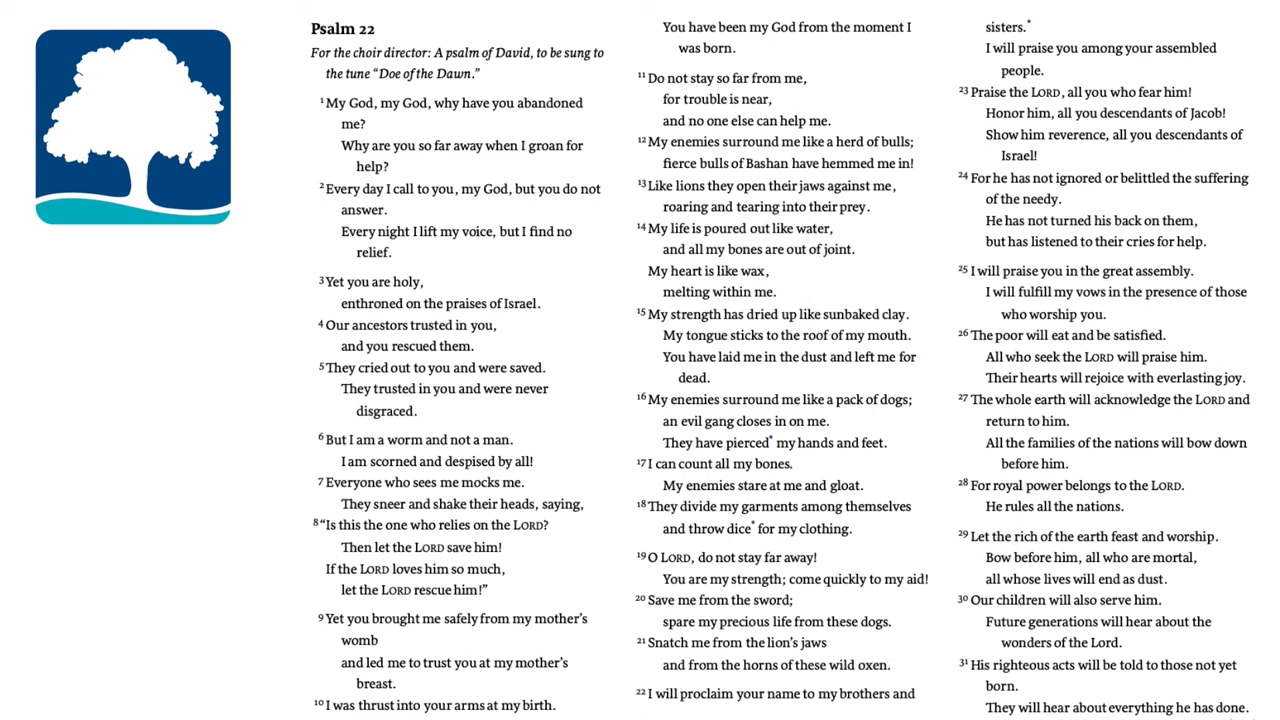 Psalm 22
For the choir director: A psalm of David, to be sung to
the tune “Doe of the Dawn.”
1 My God, my God, why have you abandoned
me?
Why are you so far away when I groan for
help?
2 Every day I call to you, my God, but you do not
answer.
Every night I lift my voice, but I find no
relief.
3 Yet you are holy,
enthroned on the praises of Israel.
4 Our ancestors trusted in you,
and you rescued them.
5 They cried out to you and were saved.
They trusted in you and were never
disgraced.
6 But I am a worm and not a man.
I am scorned and despised by all!
7 Everyone who sees me mocks me.
They sneer and shake their heads, saying,
8 “Is this the one who relies on the LORD?
Then let the LORD save him!
If the LORD loves him so much,
let the LORD rescue him!”
9 Yet you brought me safely from my mother’s
womb
and led me to trust you at my mother’s
breast.
10 I was thrust into your arms at my birth.
You have been my God from the moment I
was born.
11 Do not stay so far from me,
for trouble is near,
and no one else can help me.
12 My enemies surround me like a herd of bulls;
fierce bulls of Bashan have hemmed me in!
13 Like lions they open their jaws against me,
roaring and tearing into their prey.
14 My life is poured out like water,
and all my bones are out of joint.
My heart is like wax,
melting within me.
15 My strength has dried up like sunbaked clay.
My tongue sticks to the roof of my mouth.
You have laid me in the dust and left me for
dead.
16 My enemies surround me like a pack of dogs;
an evil gang closes in on me.
They have pierced* my hands and feet.
17 I can count all my bones.
My enemies stare at me and gloat.
18 They divide my garments among themselves
and throw dice* for my clothing.
19 O LORD, do not stay far away!
You are my strength; come quickly to my aid!
20 Save me from the sword;
spare my precious life from these dogs.
21 Snatch me from the lion’s jaws
and from the horns of these wild oxen.
22 I will proclaim your name to my brothers and
sisters.*
I will praise you among your assembled
people.
23 Praise the LORD, all you who fear him!
Honor him, all you descendants of Jacob!
Show him reverence, all you descendants of
Israel!
24 For he has not ignored or belittled the suffering
of the needy.
He has not turned his back on them,
but has listened to their cries for help.
25 I will praise you in the great assembly.
I will fulfill my vows in the presence of those
who worship you.
26 The poor will eat and be satisfied.
All who seek the LORD will praise him.
Their hearts will rejoice with everlasting joy.
27 The whole earth will acknowledge the LORD and
return to him.
All the families of the nations will bow down
before him.
28 For royal power belongs to the LORD.
He rules all the nations.
29 Let the rich of the earth feast and worship.
Bow before him, all who are mortal,
all whose lives will end as dust.
30 Our children will also serve him.
Future generations will hear about the
wonders of the Lord.
31 His righteous acts will be told to those not yet
born.
They will hear about everything he has done.